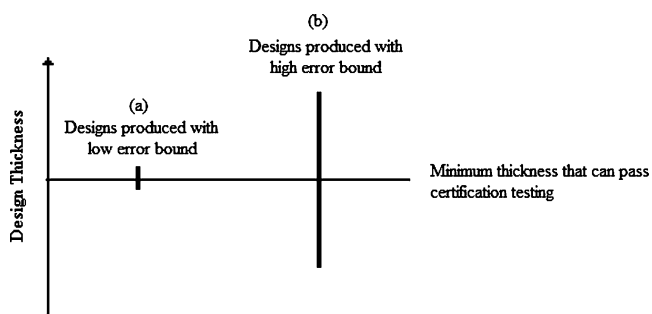 (b)
Designs produced with
high error bound
(a)
Designs produced with
low error bound
Design Thickness
Minimum thickness that can pass
certification testing